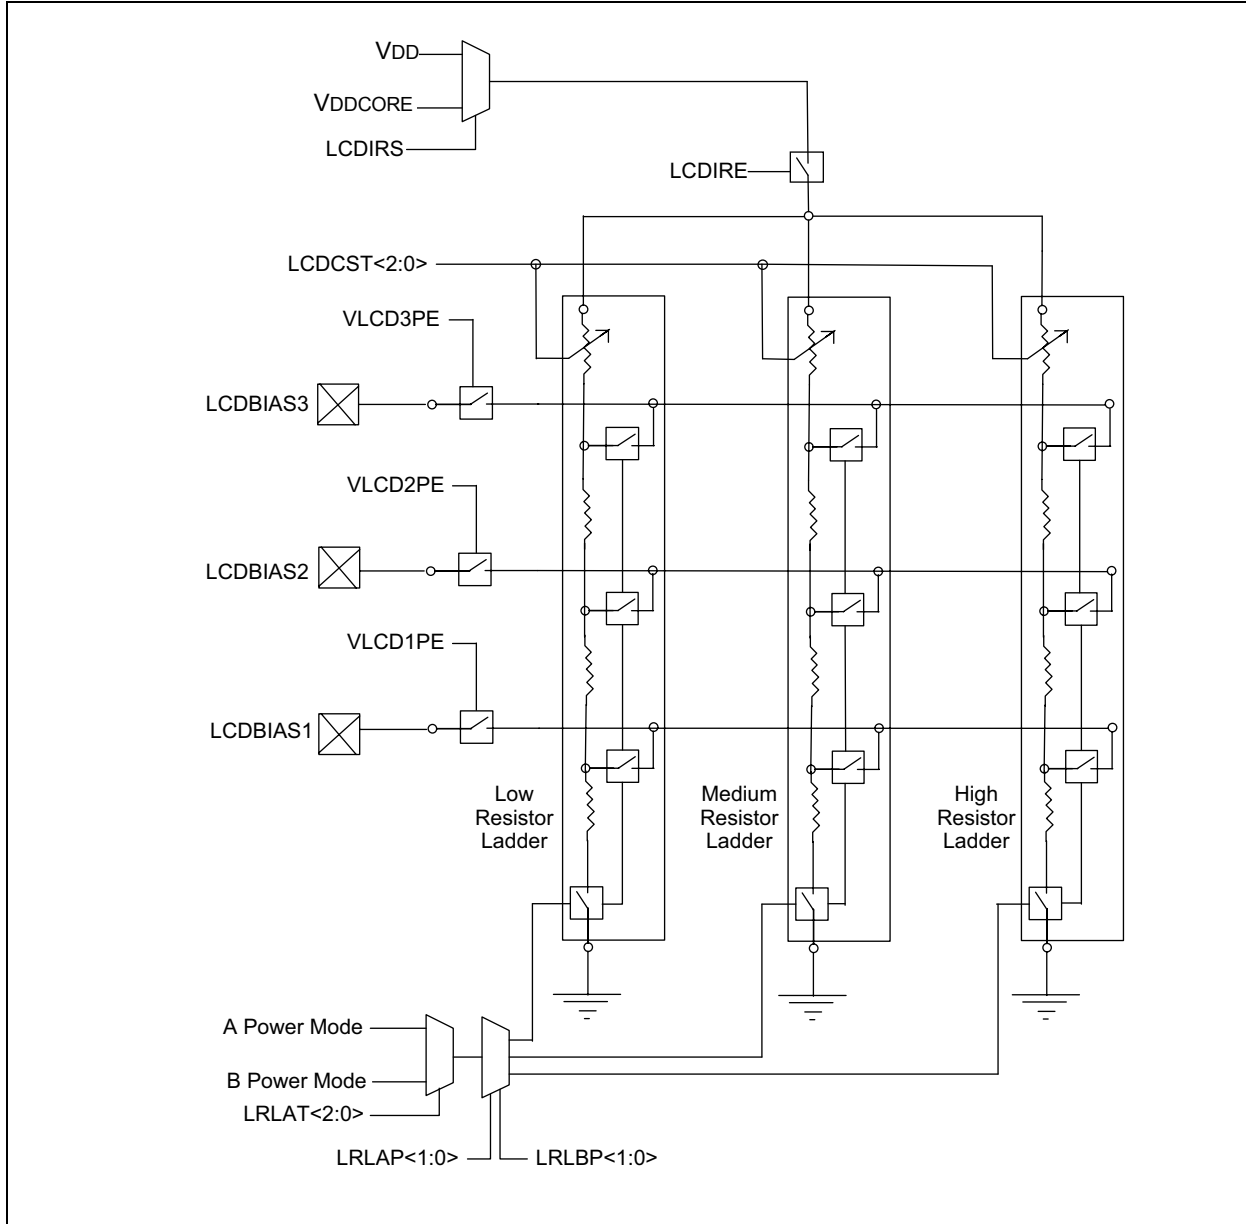 VDD
VDDCORE
LCDIRS
LCDIRE
LCDCST<2:0>
VLCD3PE
LCDBIAS3
VLCD2PE
LCDBIAS2
VLCD1PE
LCDBIAS1
Low
Resistor
Ladder
Medium
Resistor
Ladder
High
Resistor
Ladder
A Power Mode
B Power Mode
LRLAT<2:0>
LRLAP<1:0>
LRLBP<1:0>